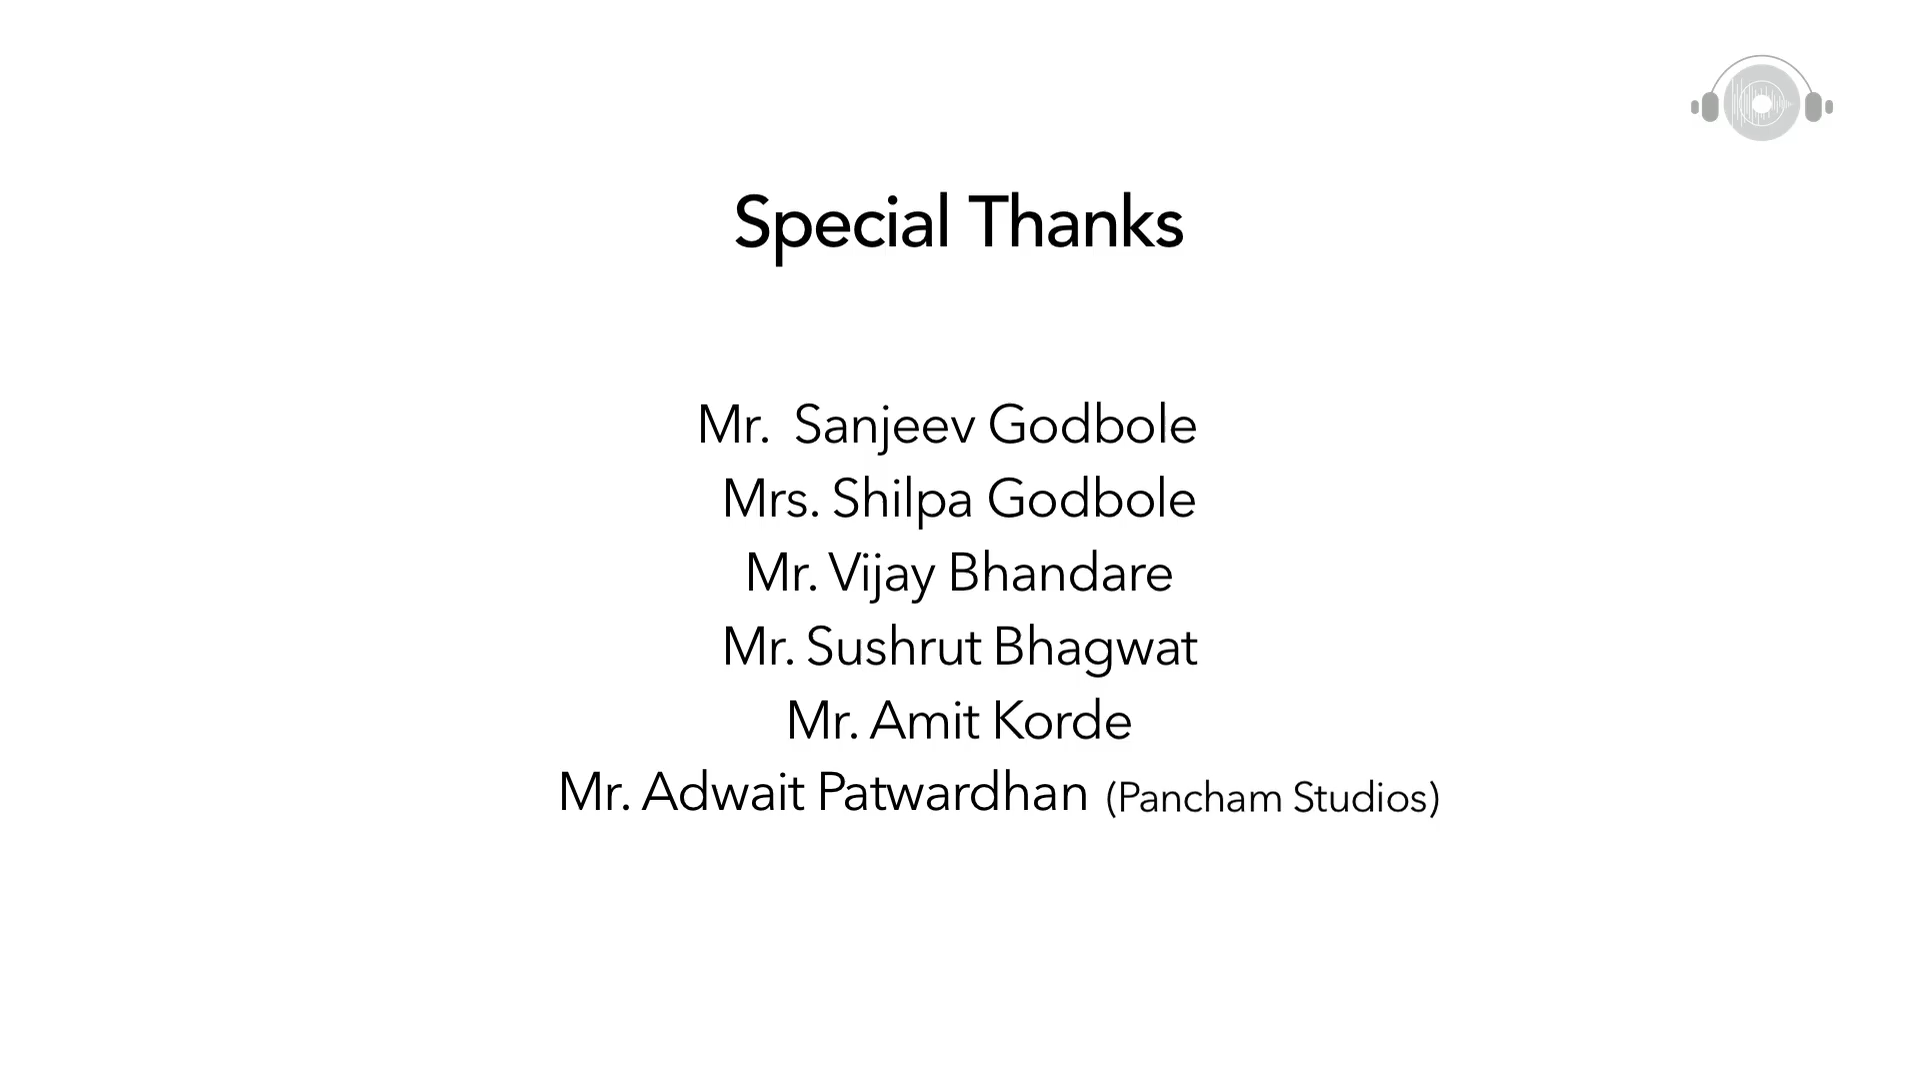 Special Thanks
Mr.  Sanjeev Godbole
Mrs. Shilpa Godbole
Mr. Vijay Bhandare
Mr. Sushrut Bhagwat
Mr. Amit Korde
Mr. Adwait Patwardhan (Pancham Studios)